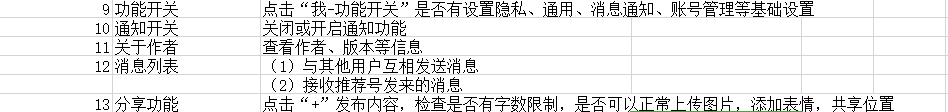 9 功能开关 点击“我-功能开关”是否有设置隐私、通用、消息通知、账号管理等基础设置
10 通知开关 关闭或开启通知功能
11 关于作者 查看作者、版本等信息
12 消息列表 （1）与其他用户互相发送消息
（2）接收推荐号发来的消息
13 分享功能 点击“+”发布内容，检查是否有字数限制，是否可以正常上传图片，添加表情，共享位置